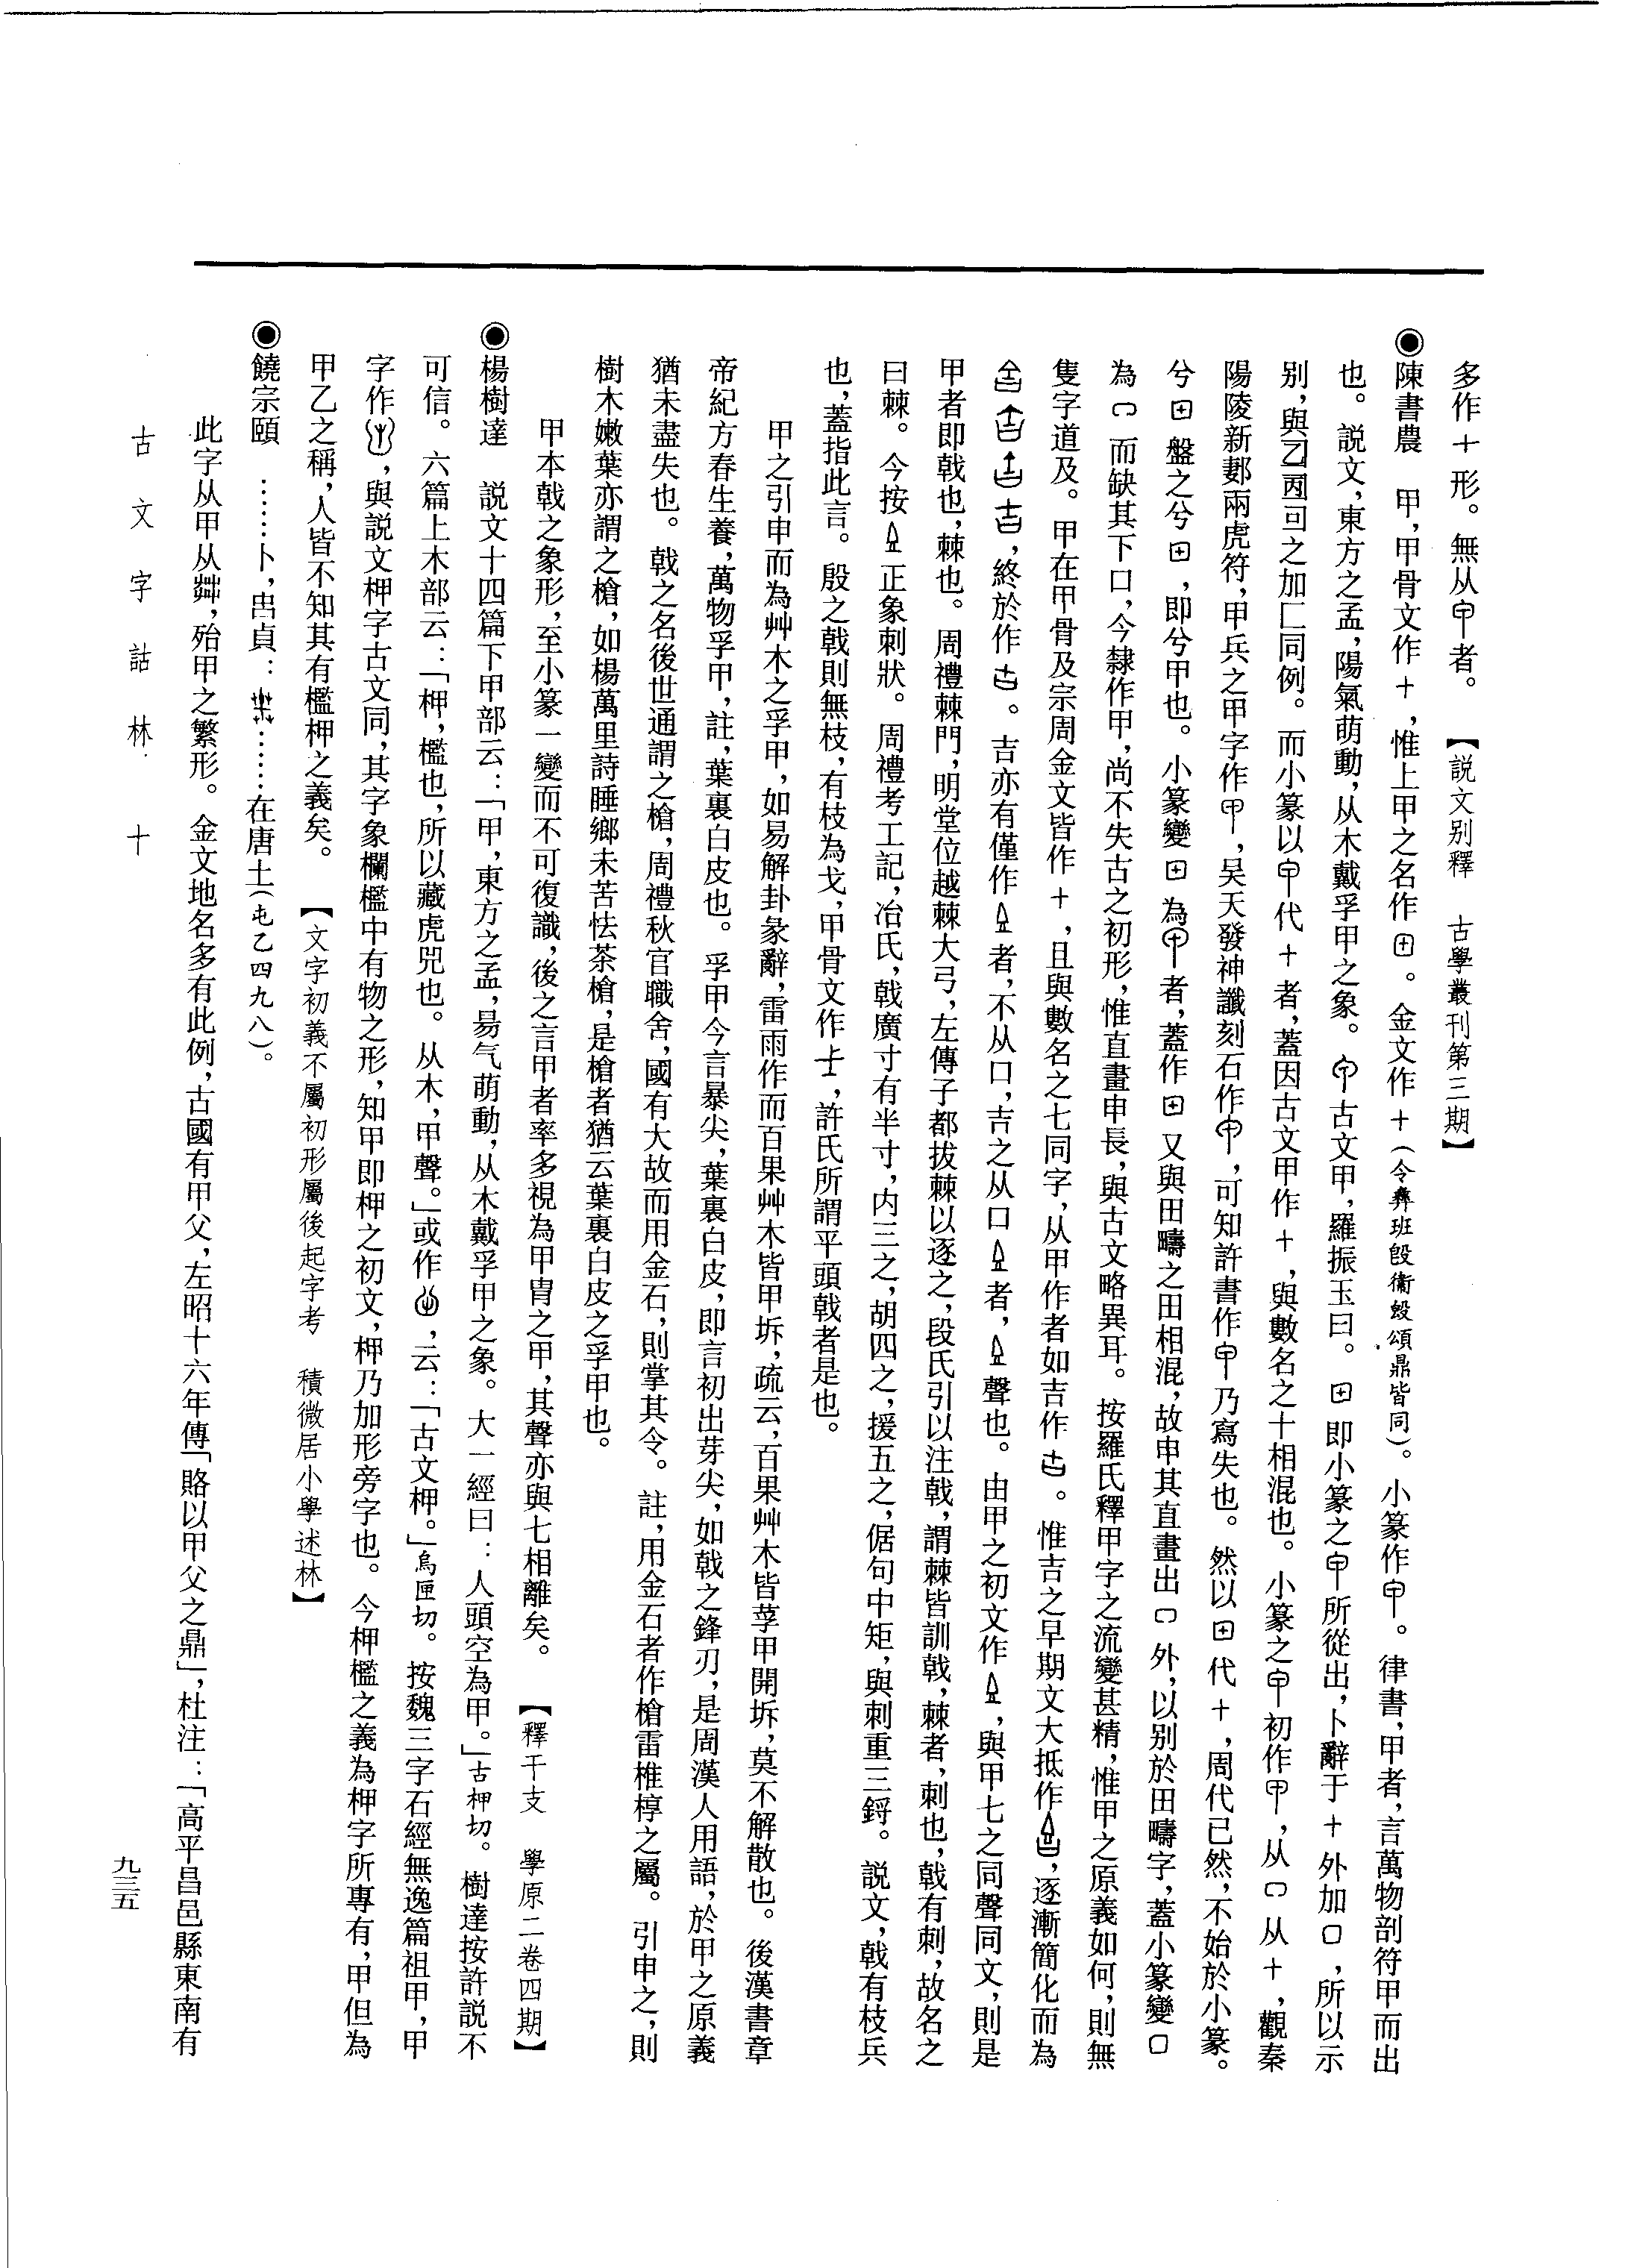 多作十形。無从𠇚者。　【説文别釋　古學叢刊第三期】
◉陳書農　甲，甲骨文作十，惟上甲之名作田。金文作十（令彝班𣪘衞𣪘頌鼎皆同）。小篆作。律書，甲者，言萬物剖符甲而出
也。説文，東方之孟，陽氣萌動，从木戴孚甲之象。古文甲，羅振玉曰。田即小篆之所從出，卜辭于十外加囗，所以示
别，與之加匚同例。而小篆以代十者，蓋因古文甲作十，與數名之十相混也。小篆之初作，从从十，觀秦
陽陵新郪兩虎符，甲兵之甲字作，吴天發神讖刻石作，可知許書作乃寫失也。然以田代十，周代已然，不始於小篆。
兮田盤之兮田，即兮甲也。小篆變田為者，蓋作田又與田疇之田相混，故申其直畫出外，以别於田疇字，蓋小篆變囗
為而缺其下口，今隸作甲，尚不失古之初形，惟直畫申長，與古文略異耳。按羅氏釋甲字之流變甚精，惟甲之原義如何，則無
隻字道及。甲在甲骨及宗周金文皆作十，且與數名之七同字，从甲作者如吉作。惟吉之早期文大抵作，逐漸簡化而為
，終於作。吉亦有僅作者，不从口，吉之从口者，聲也。由甲之初文作，與甲七之同聲同文，則是
甲者即戟也，棘也。周禮棘門，明堂位越棘大弓，左傳子都拔棘以逐之，段氏引以注戟，謂棘皆訓戟，棘者，刺也，戟有刺，故名之
曰棘。今按正象刺狀。周禮考工記，冶氏，戟廣寸有半寸，内三之，胡四之，援五之，倨句中矩，與刺重三鋝。説文，戟有枝兵
也，蓋指此言。殷之戟則無枝，有枝為戈，甲骨文作，許氏所謂平頭戟者是也。
甲之引申而為艸木之孚甲，如易解卦彖辭，雷雨作而百果艸木皆甲坼，疏云，百果艸木皆莩甲開坼，莫不解散也。後漢書章
帝紀方春生養，萬物孚甲，註，葉裏白皮也。孚甲今言暴尖，葉裏白皮，即言初出芽尖，如戟之鋒刃，是周漢人用語，於甲之原義
猶未盡失也。戟之名後世通謂之槍，周禮秋官職舍，國有大故而用金石，則掌其令。註，用金石者作槍雷椎椁之屬。引申之，則
樹木嫩葉亦謂之槍，如楊萬里詩睡鄉未苦怯茶槍，是槍者猶云葉裏白皮之孚甲也。
甲本戟之象形，至小篆一變而不可復識，後之言甲者率多視為甲冑之甲，其聲亦與七相離矣。　【釋干支　學原二卷四期】
◉楊樹達　説文十四篇下甲部云：「甲，東方之孟，昜气萌動，从木戴孚甲之象。大一經曰：人頭空為甲。」古狎切。樹達按許説不
可信。六篇上木部云：「柙，檻也，所以藏虎兕也。从木，甲聲。」或作，云：「古文柙。」烏匣切。按魏三字石經無逸篇祖甲，甲
字作，與説文柙字古文同，其字象欄檻中有物之形，知甲即柙之初文，柙乃加形旁字也。今柙檻之義為柙字所專有，甲但為
甲乙之稱，人皆不知其有檻柙之義矣。　【文字初義不屬初形屬後起字考　積微居小學述林】
◉饒宗頤　……卜，𠱠貞：……在唐土（屯乙四九八）。
此字从甲从茻，殆甲之繁形。金文地名多有此例，古國有甲父，左昭十六年傳「賂以甲父之鼎」，杜注：「高平昌邑縣東南有
古文字詁林　十
九三五